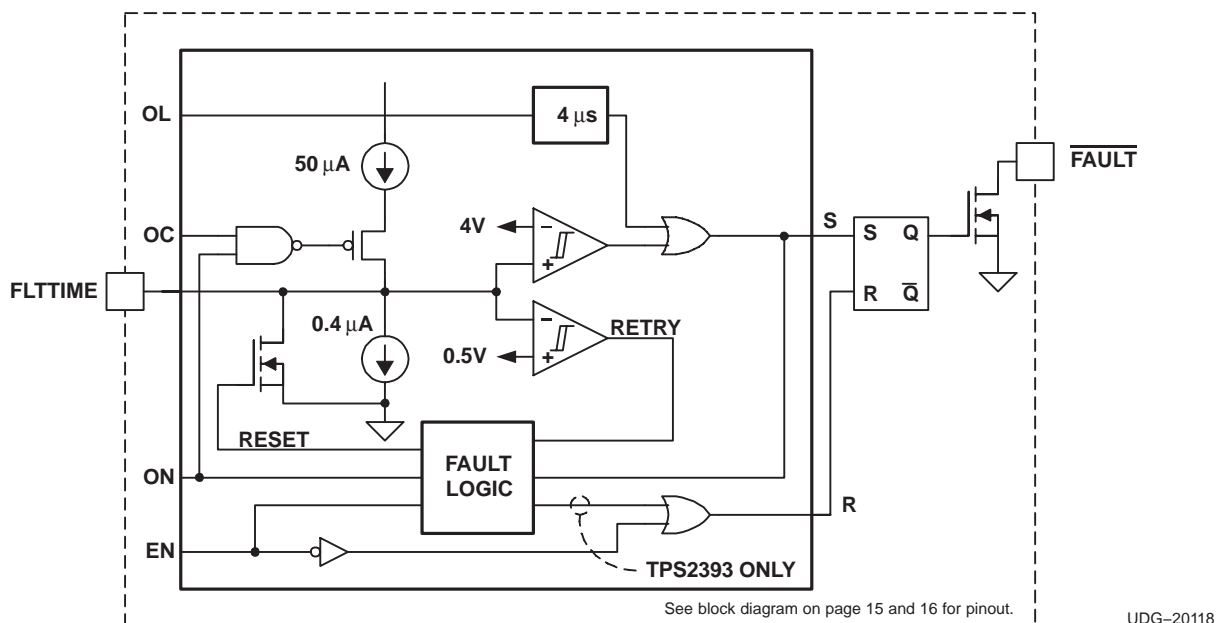 OL
4 μs
50 μA
FAULT
S
4V
−
+
OC
S Q
R Q
FLTTIME
0.4 μA
−
+
RETRY
0.5V
RESET
FAULT
LOGIC
ON
R
EN
TPS2393 ONLY
See block diagram on page 15 and 16 for pinout.
UDG−20118